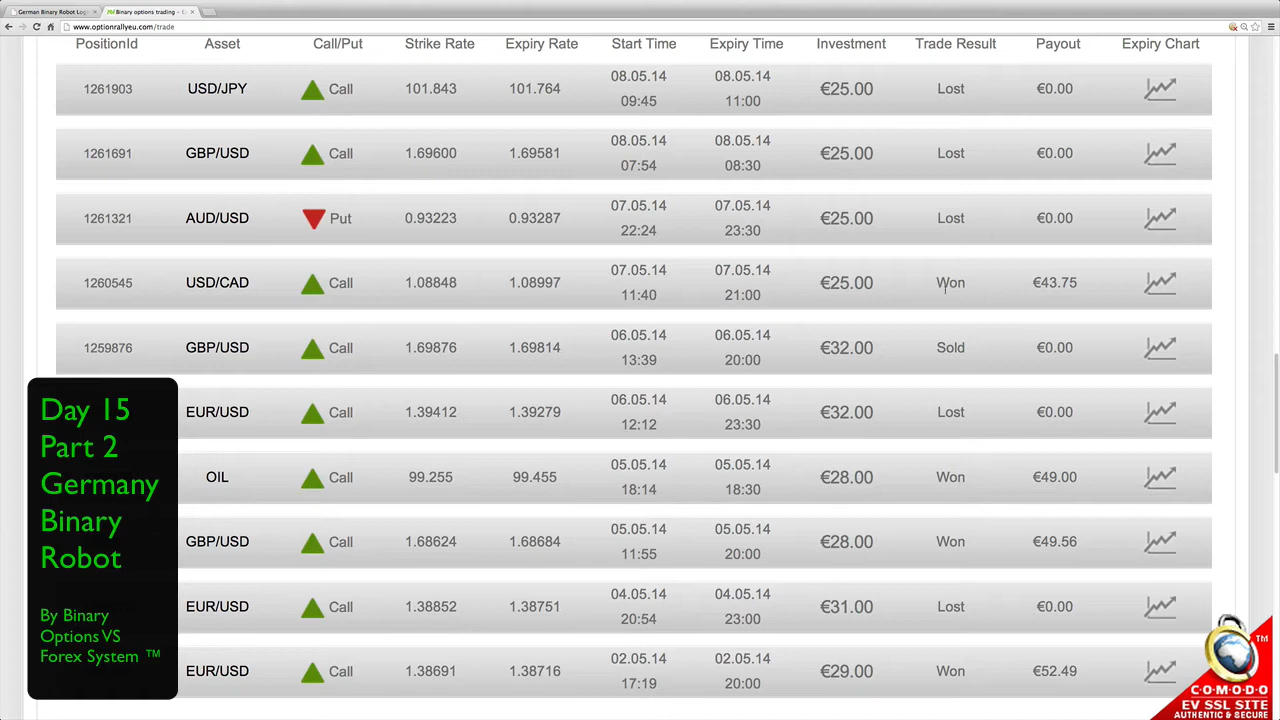 German Binary Robot Log
Binary options trading -
www.optionrallyeu.com/trade
PositionId Asset Call/Put Strike Rate Expiry Rate Start Time Expiry Time Investment Trade Result Payout Expiry Chart
1261903 USD/JPY Call 101.843 101.764 08.05.14 09:45 08.05.14 11:00 €25.00 Lost €0.00
1261691 GBP/USD Call 1.69600 1.69581 08.05.14 07:54 08.05.14 08:30 €25.00 Lost €0.00
1261321 AUD/USD Put 0.93223 0.93287 07.05.14 22:24 07.05.14 23:30 €25.00 Lost €0.00
1260545 USD/CAD Call 1.08848 1.08997 07.05.14 11:40 07.05.14 21:00 €25.00 Won €43.75
1259876 GBP/USD Call 1.69876 1.69814 06.05.14 13:39 06.05.14 20:00 €32.00 Sold €0.00
EUR/USD Call 1.39412 1.39279 06.05.14 12:12 06.05.14 23:30 €32.00 Lost €0.00
OIL Call 99.255 99.455 05.05.14 18:14 05.05.14 18:30 €28.00 Won €49.00
GBP/USD Call 1.68624 1.68684 05.05.14 11:55 05.05.14 20:00 €28.00 Won €49.56
EUR/USD Call 1.38852 1.38751 04.05.14 20:54 04.05.14 23:00 €31.00 Lost €0.00
EUR/USD Call 1.38691 1.38716 02.05.14 17:19 02.05.14 20:00 €29.00 Won €52.49
Day 15
Part 2
Germany
Binary
Robot
By Binary
Options VS
Forex System ™
TM
C·O·M·O·D·O
EV SSL SITE
AUTHENTIC & SECURE